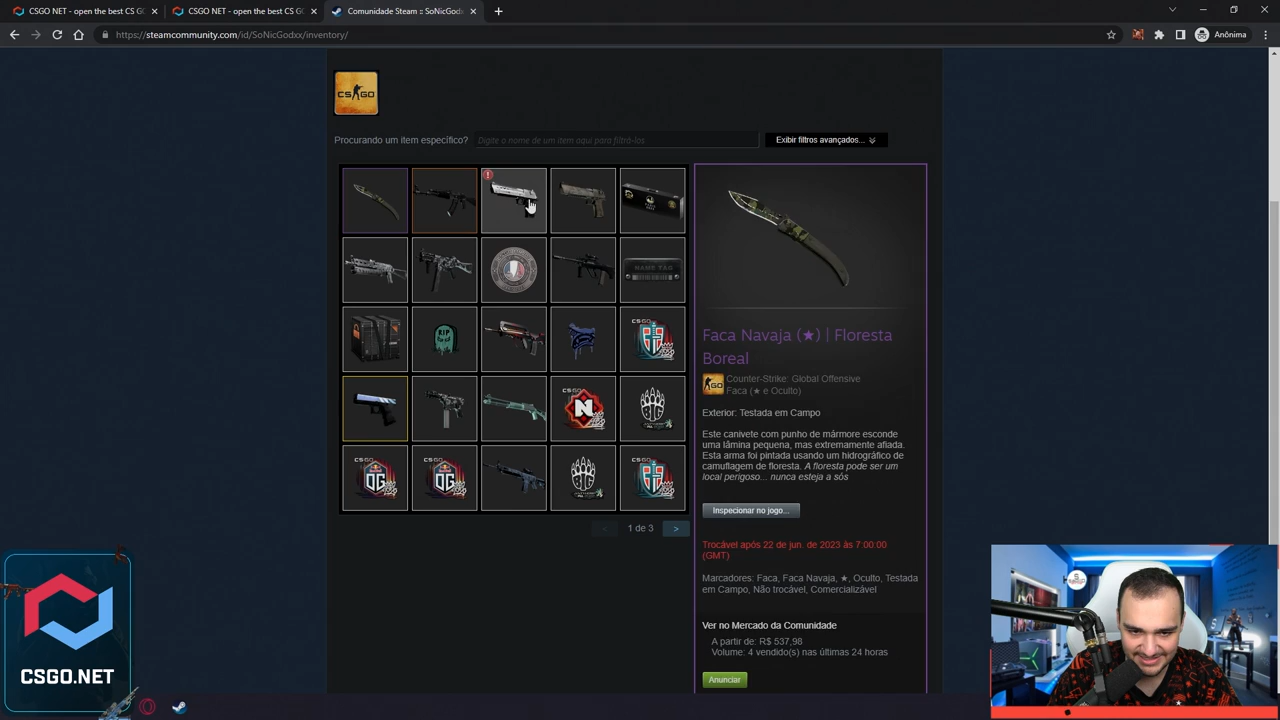 CSGO NET - open the best CS G
CSGO NET - open the best CS G
Comunidade Steam :: SoNicGodx
https://steamcommunity.com/id/SoNicGodxx/inventory/
Anônima
CS GO
Procurando um item específico?
Digite o nome de um item aqui para filtrá-los
Exibir filtros avançados...
NAME TAG
RIP
CSGO
CSGO
CSGO
1 de 3
Faca Navaja (★) | Floresta
Boreal
Counter-Strike: Global Offensive
Faca (★ e Oculto)
Exterior: Testada em Campo
Este canivete com punho de mármore esconde
uma lâmina pequena, mas extremamente afiada.
Esta arma foi pintada usando um hidrográfico de
camuflagem de floresta. A floresta pode ser um
local perigoso... nunca esteja a sós
Inspecionar no jogo...
Trocável após 22 de jun. de 2023 às 7:00:00
(GMT)
Marcadores: Faca, Faca Navaja, ★, Oculto, Testada
em Campo, Não trocável, Comercializável
Ver no Mercado da Comunidade
A partir de: R$ 537,98
Volume: 4 vendido(s) nas últimas 24 horas
Anunciar
CSGO.NET